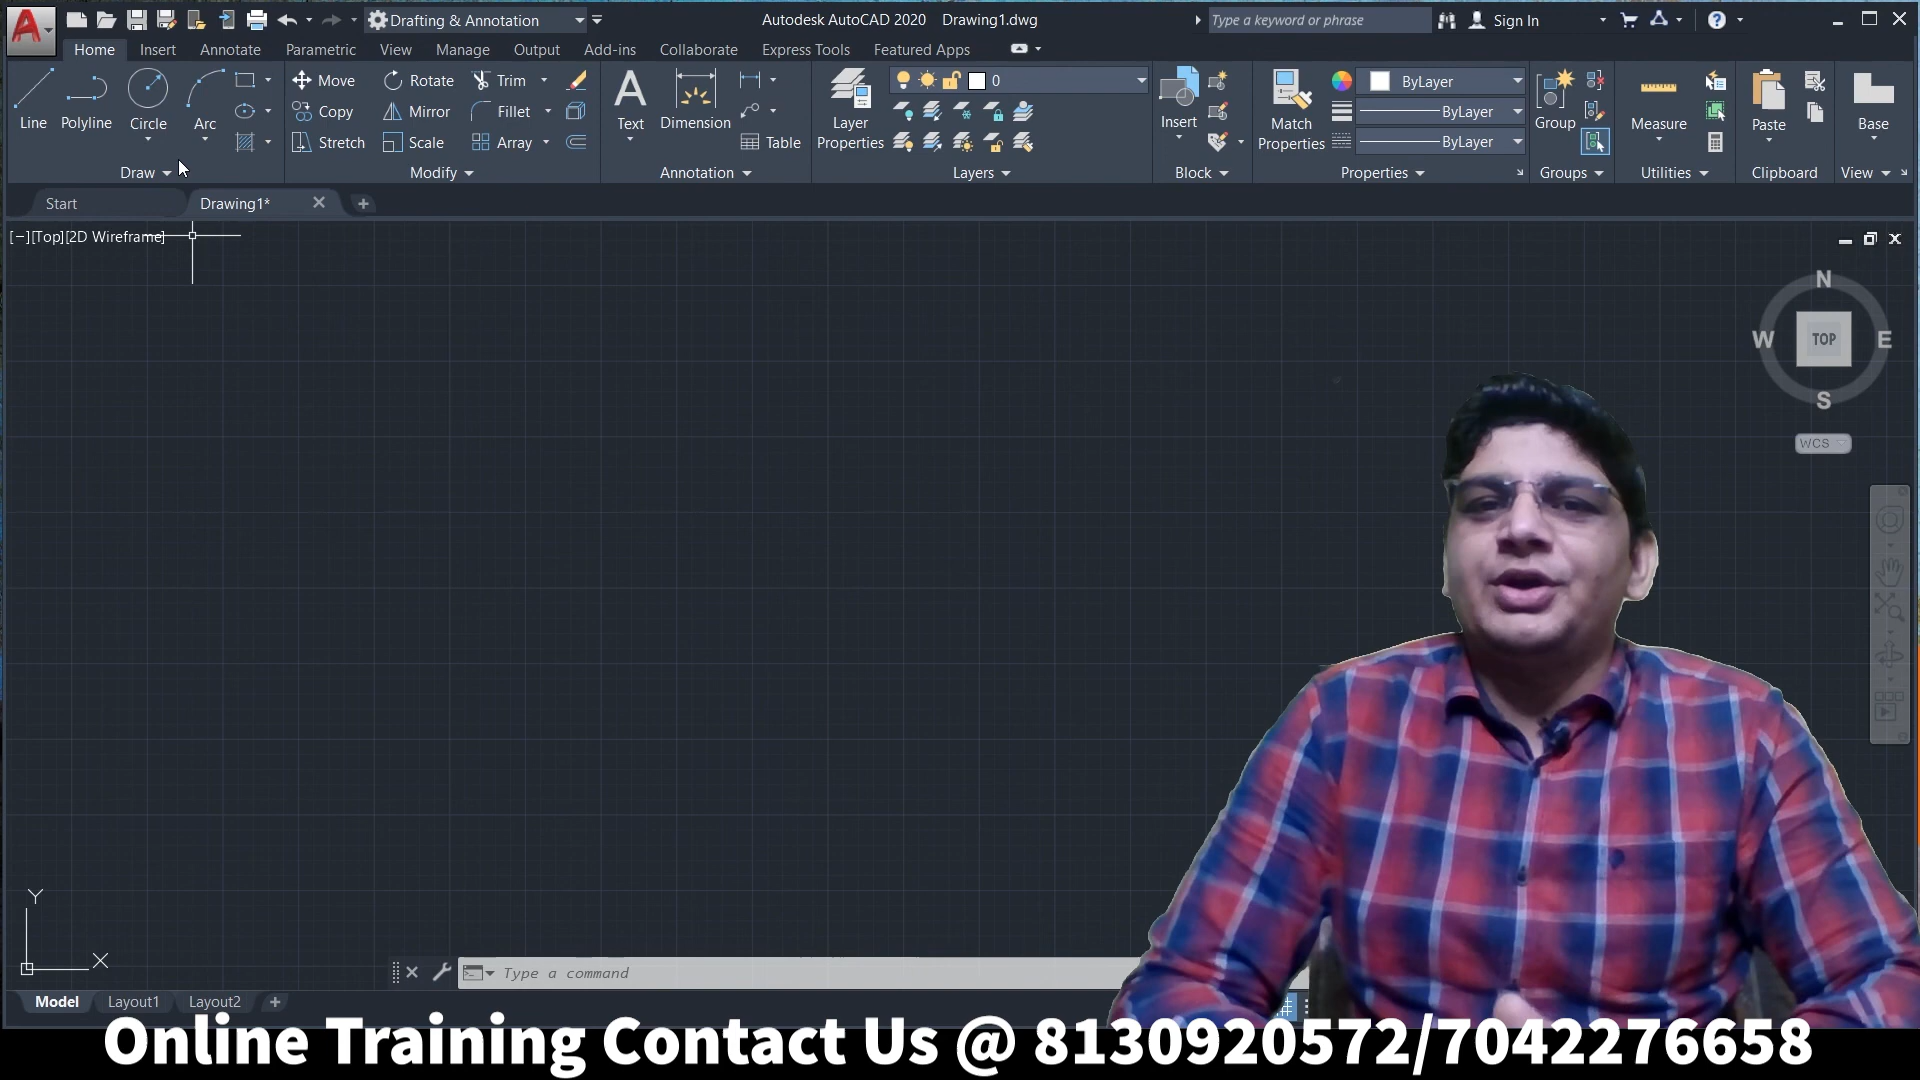 Drafting & Annotation
Autodesk AutoCAD 2020 Drawing1.dwg
Type a keyword or phrase
Sign In
Home Insert Annotate Parametric View Manage Output Add-ins Collaborate Express Tools Featured Apps
Line Polyline Circle Arc
Move Rotate Trim
Copy Mirror Fillet
Stretch Scale Array
Text Dimension Table
Layer Properties
0
Insert
Match Properties
ByLayer
ByLayer
ByLayer
Group
Measure
Paste
Base
Draw Modify Annotation Layers Block Properties Groups Utilities Clipboard View
Start Drawing1*
[−][Top][2D Wireframe]
N
W TOP E
S
WCS
Y
X
Type a command
Model Layout1 Layout2
Online Training Contact Us @ 8130920572/7042276658